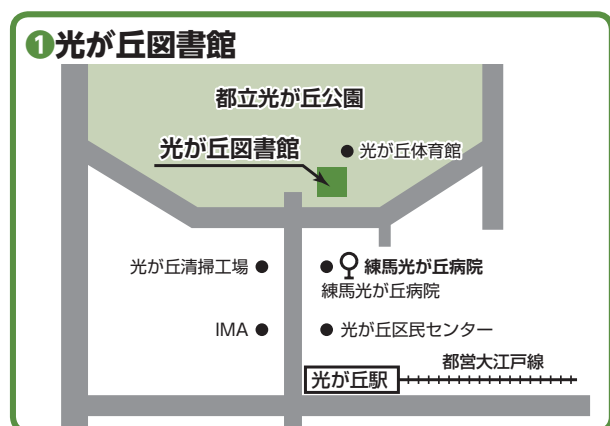 ❶光が丘図書館
都立光が丘公園
光が丘図書館
光が丘体育館
光が丘清掃工場
練馬光が丘病院
練馬光が丘病院
IMA
光が丘区民センター
都営大江戸線
光が丘駅